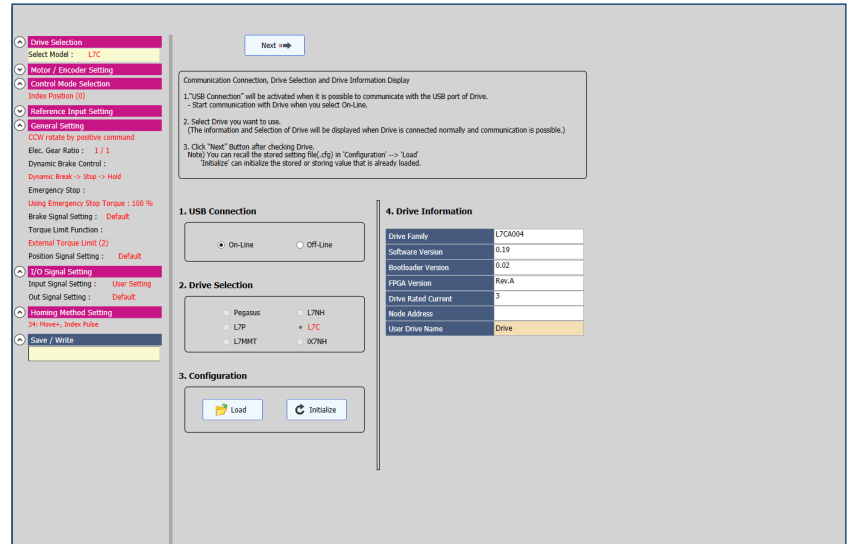 Drive Selection
Select Model : L7C
Motor / Encoder Setting
Control Mode Selection
Index Position (0)
Reference Input Setting
General Setting
CCW rotate by positive command
Elec. Gear Ratio : 1 / 1
Dynamic Brake Control :
Dynamic Break -> Stop -> Hold
Emergency Stop :
Using Emergency Stop Torque : 100 %
Brake Signal Setting : Default
Torque Limit Function :
External Torque Limit (2)
Position Signal Setting : Default
I/O Signal Setting
Input Signal Setting : User Setting
Out Signal Setting : Default
Homing Method Setting
34: Move+, Index Pulse
Save / Write
Next
Communication Connection, Drive Selection and Drive Information Display
1."USB Connection" will be activated when it is possible to communicate with the USB port of Drive.
- Start communication with Drive when you select On-Line.
2. Select Drive you want to use.
(The information and Selection of Drive will be displayed when Drive is connected normally and communication is possible.)
3. Click "Next" Button after checking Drive.
Note) You can recall the stored setting file(.cfg) in 'Configuration' --> 'Load'
'Initialize' can initialize the stored or storing value that is already loaded.
1. USB Connection
On-Line Off-Line
2. Drive Selection
Pegasus L7NH
L7P L7C
L7MMT iX7NH
3. Configuration
Load Initialize
4. Drive Information
Drive Family L7CA004
Software Version 0.19
Bootloader Version 0.02
FPGA Version Rev.A
Drive Rated Current 3
Node Address
User Drive Name Drive